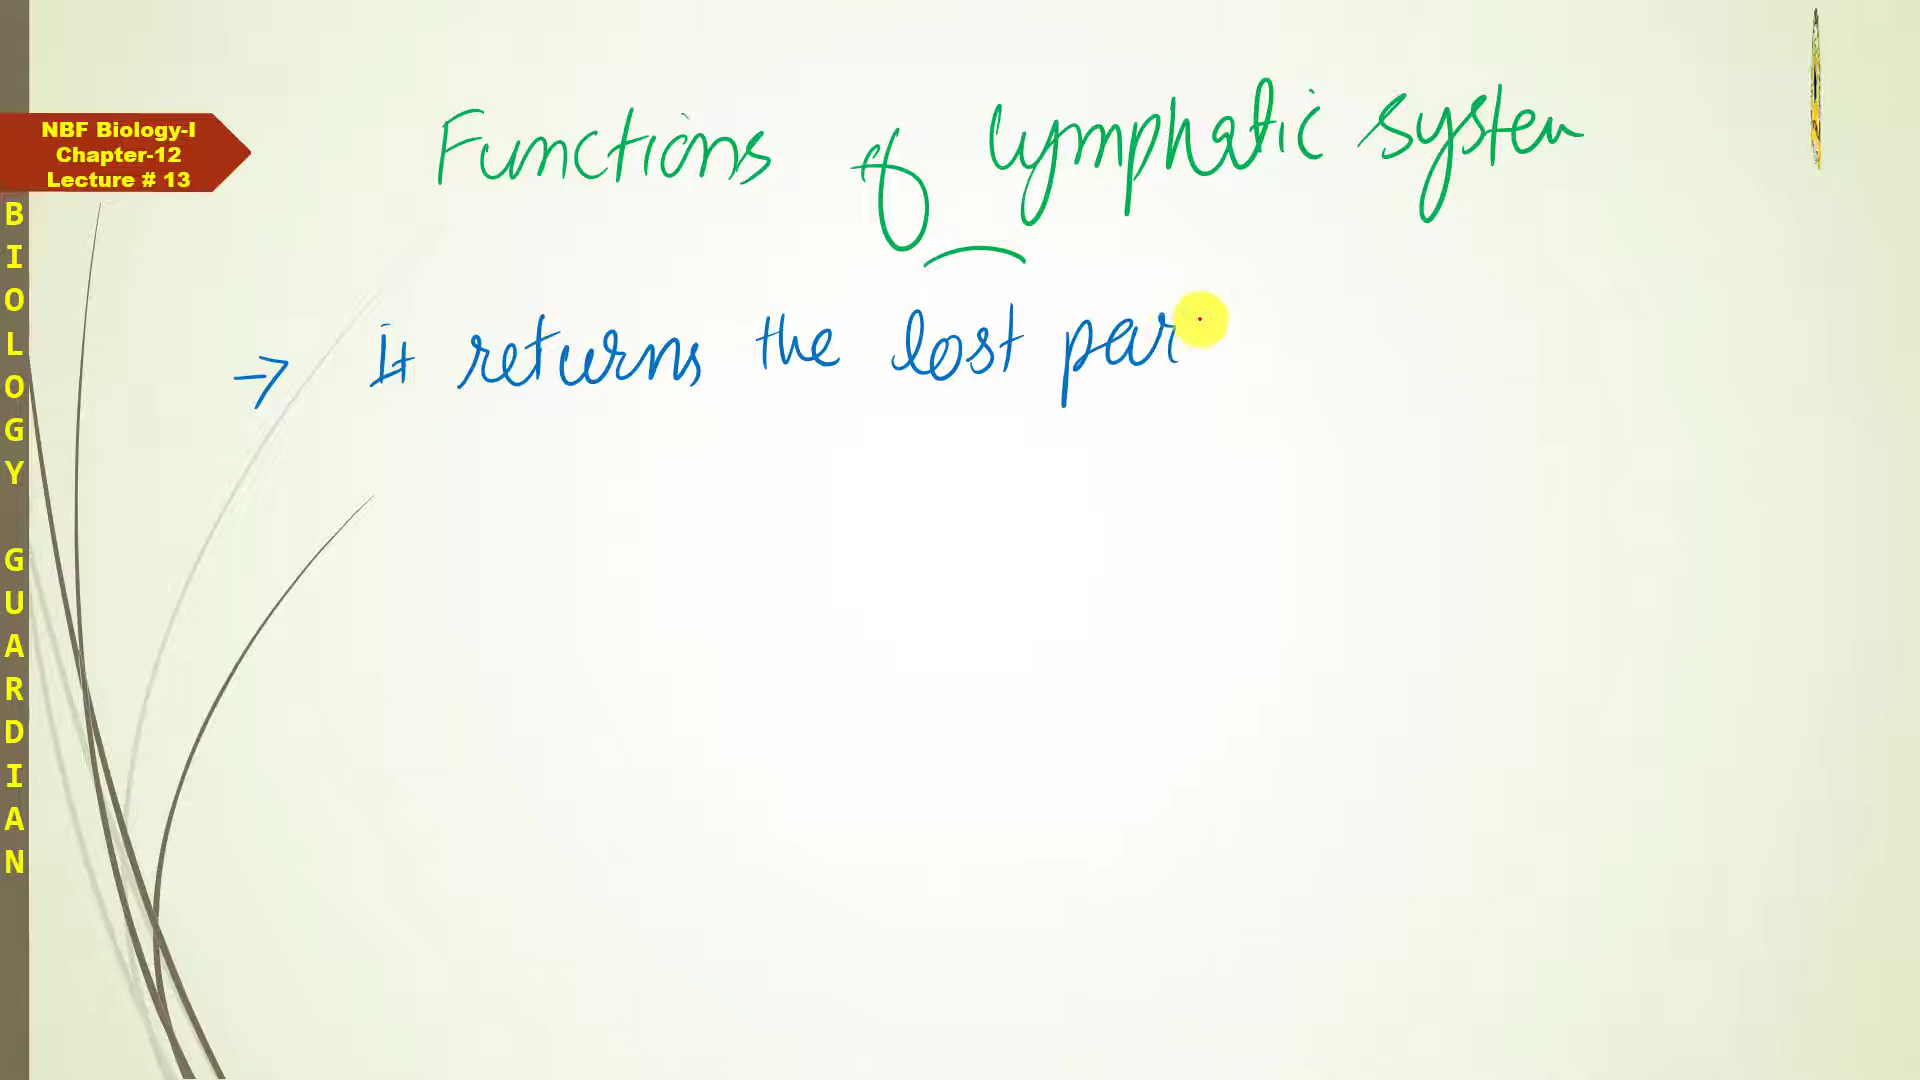 Functions of lymphatic system
NBF Biology-I
Chapter-12
Lecture # 13
BIOLOGY GUARDIAN
→ It returns the lost par